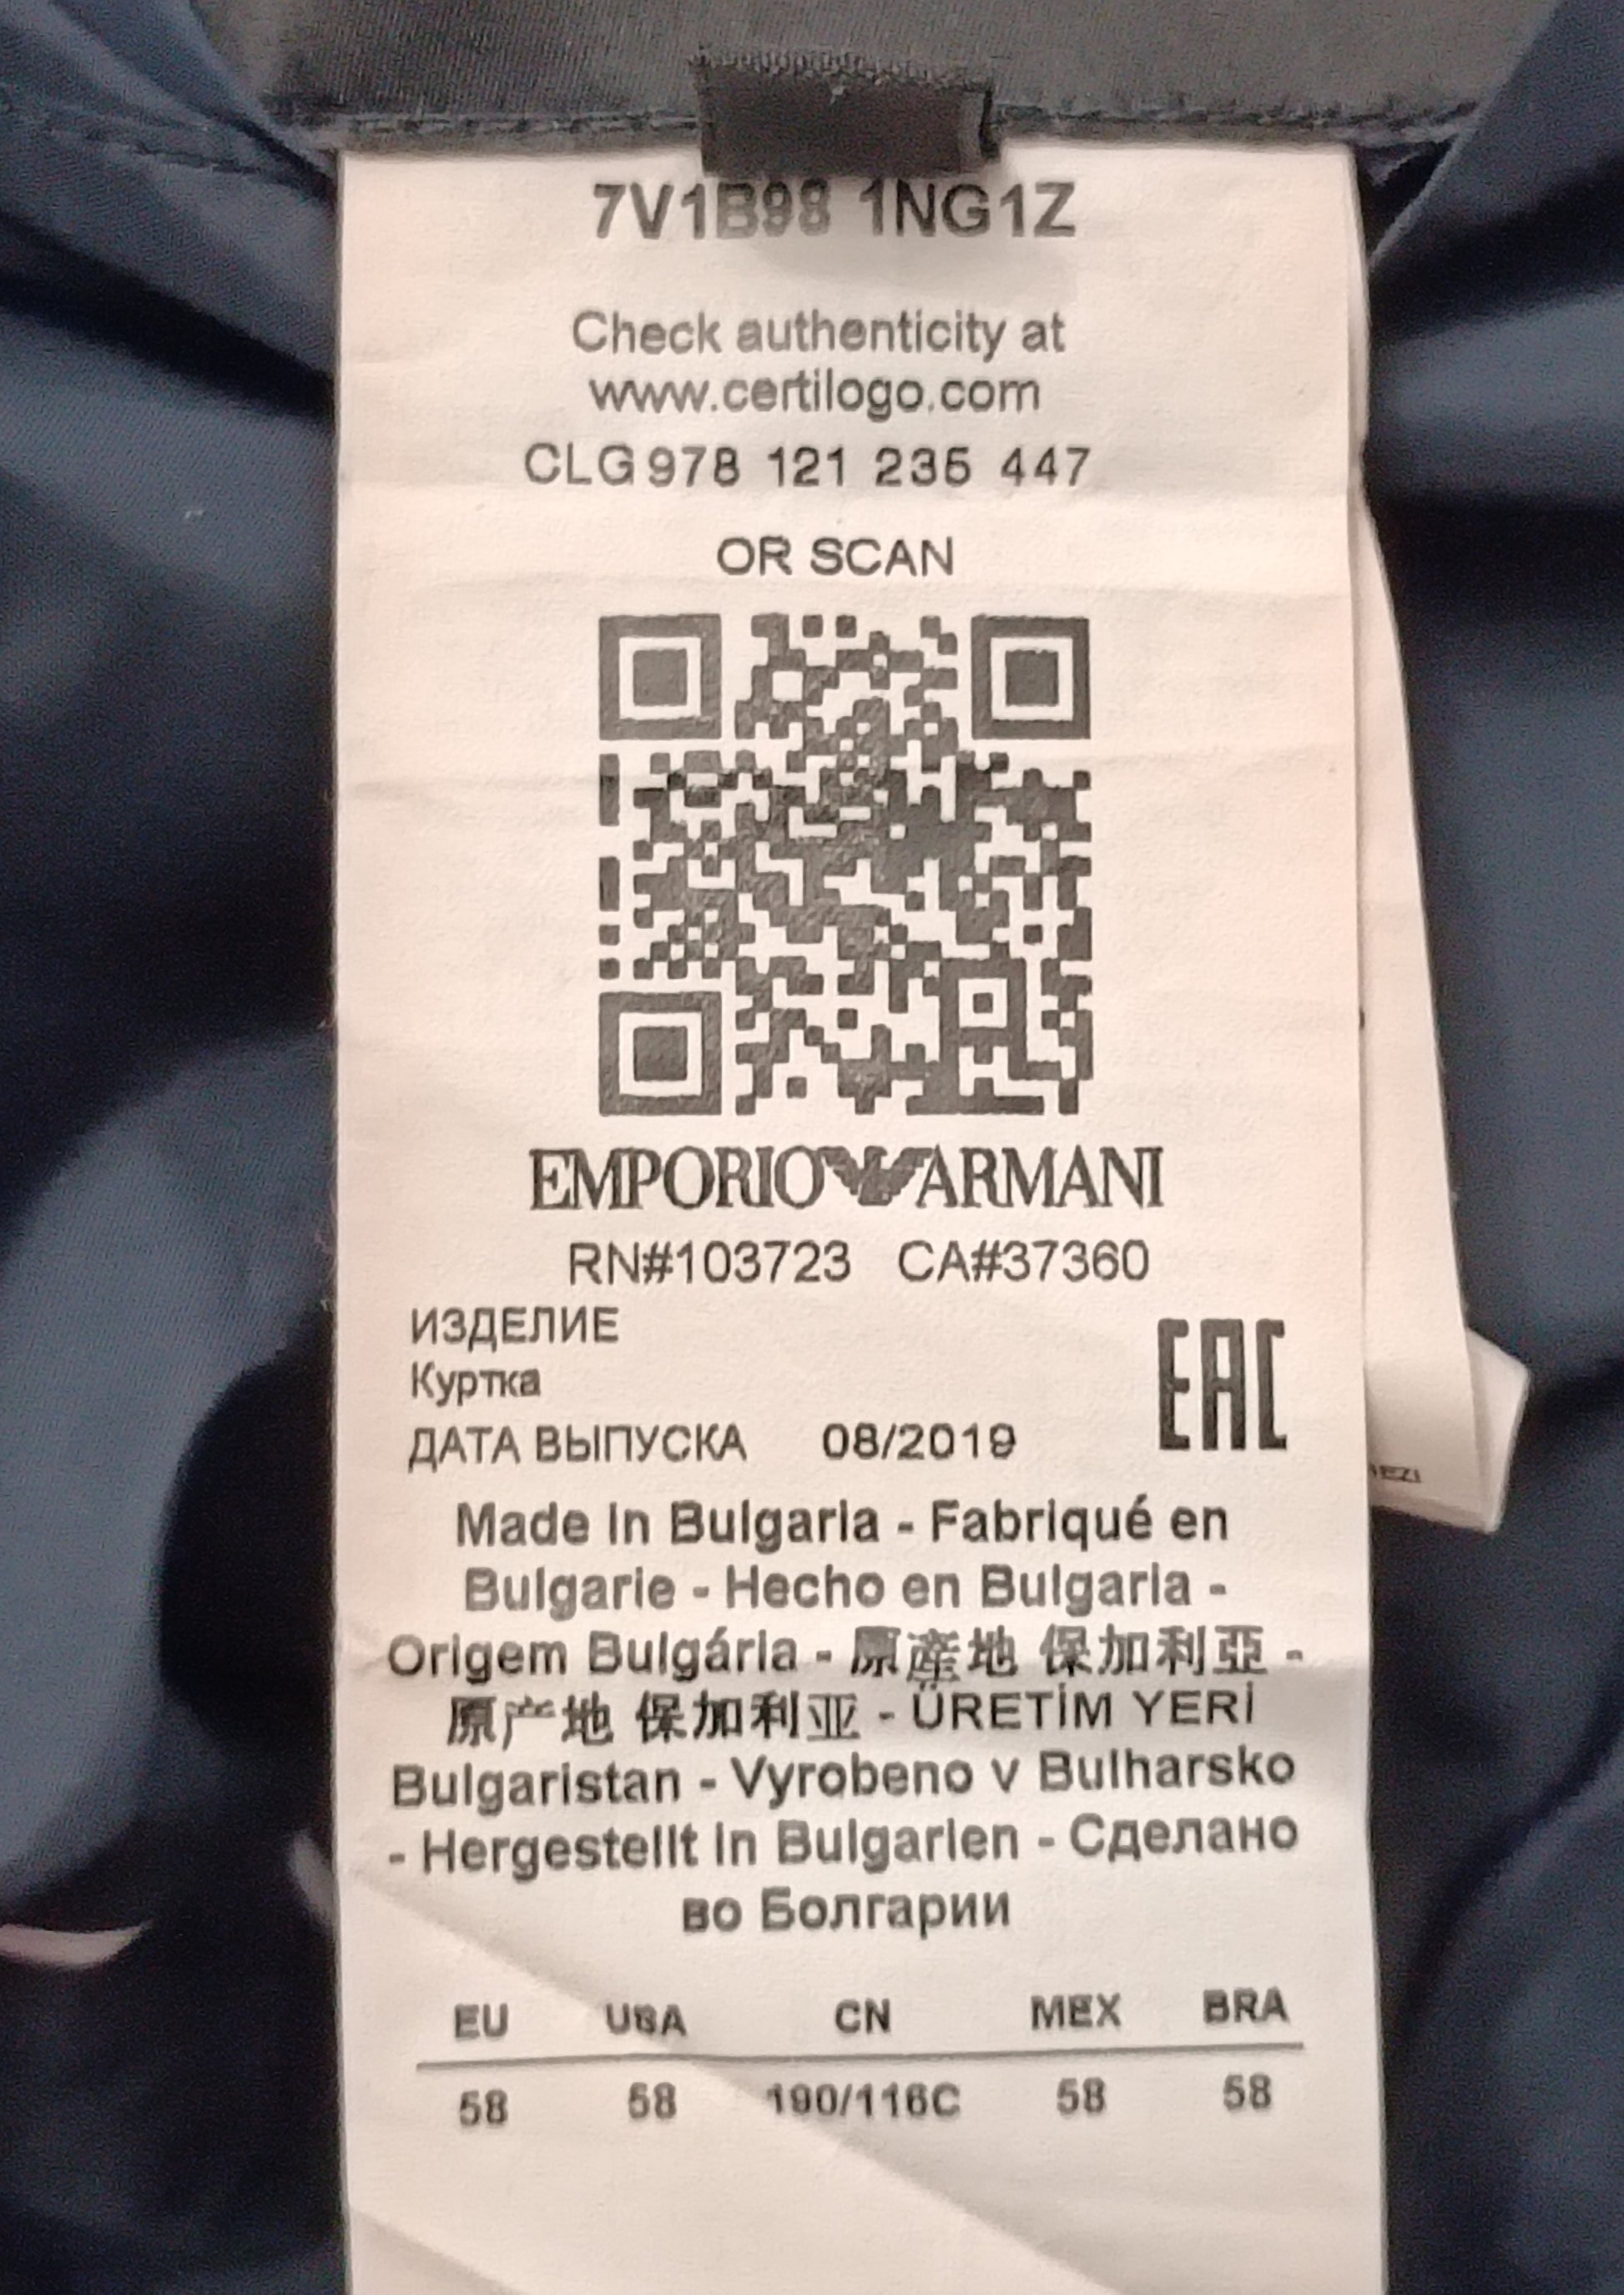 7V1B98 1NG1Z
Check authenticity at
www.certilogo.com
CLG 978 121 235 447
OR SCAN
EMPORIO ARMANI
RN#103723 CA#37360
ИЗДЕЛИЕ
Куртка
EAC
ДАТА ВЫПУСКА 08/2019
Made in Bulgaria - Fabriqué en
Bulgarie - Hecho en Bulgaria -
Origem Bulgária - 原產地 保加利亞 -
原产地 保加利亚 - ÜRETİM YERİ
Bulgaristan - Vyrobeno v Bulharsko
- Hergestellt in Bulgarien - Сделано
во Болгарии
EU USA CN MEX BRA
58 58 190/116C 58 58